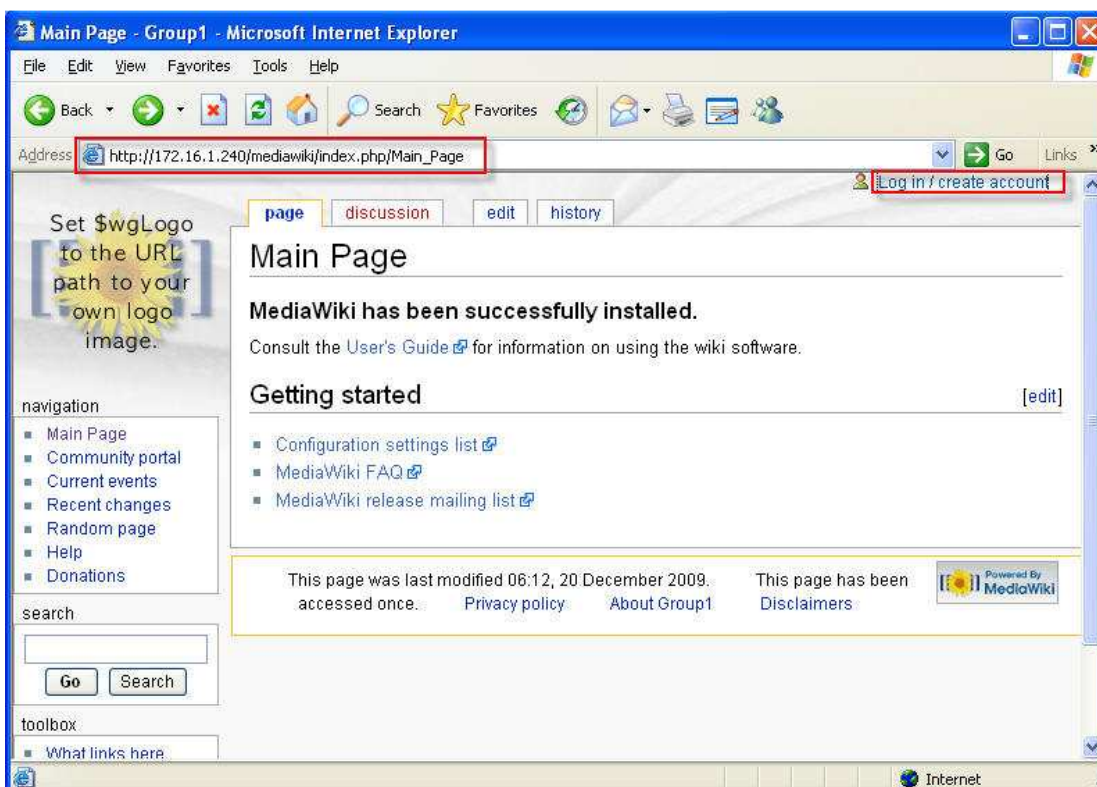 Main Page - Group1 - Microsoft Internet Explorer
File Edit View Favorites Tools Help
Back Search Favorites
Address http://172.16.1.240/mediawiki/index.php/Main_Page Go Links »
Log in / create account
page discussion edit history
Set $wgLogo
to the URL
path to your
own logo
image.
Main Page
MediaWiki has been successfully installed.
Consult the User's Guide for information on using the wiki software.
Getting started [edit]
Configuration settings list
MediaWiki FAQ
MediaWiki release mailing list
navigation
Main Page
Community portal
Current events
Recent changes
Random page
Help
Donations
search
Go Search
toolbox
What links here
This page was last modified 06:12, 20 December 2009. This page has been
accessed once. Privacy policy About Group1 Disclaimers
Powered By
MediaWiki
Internet